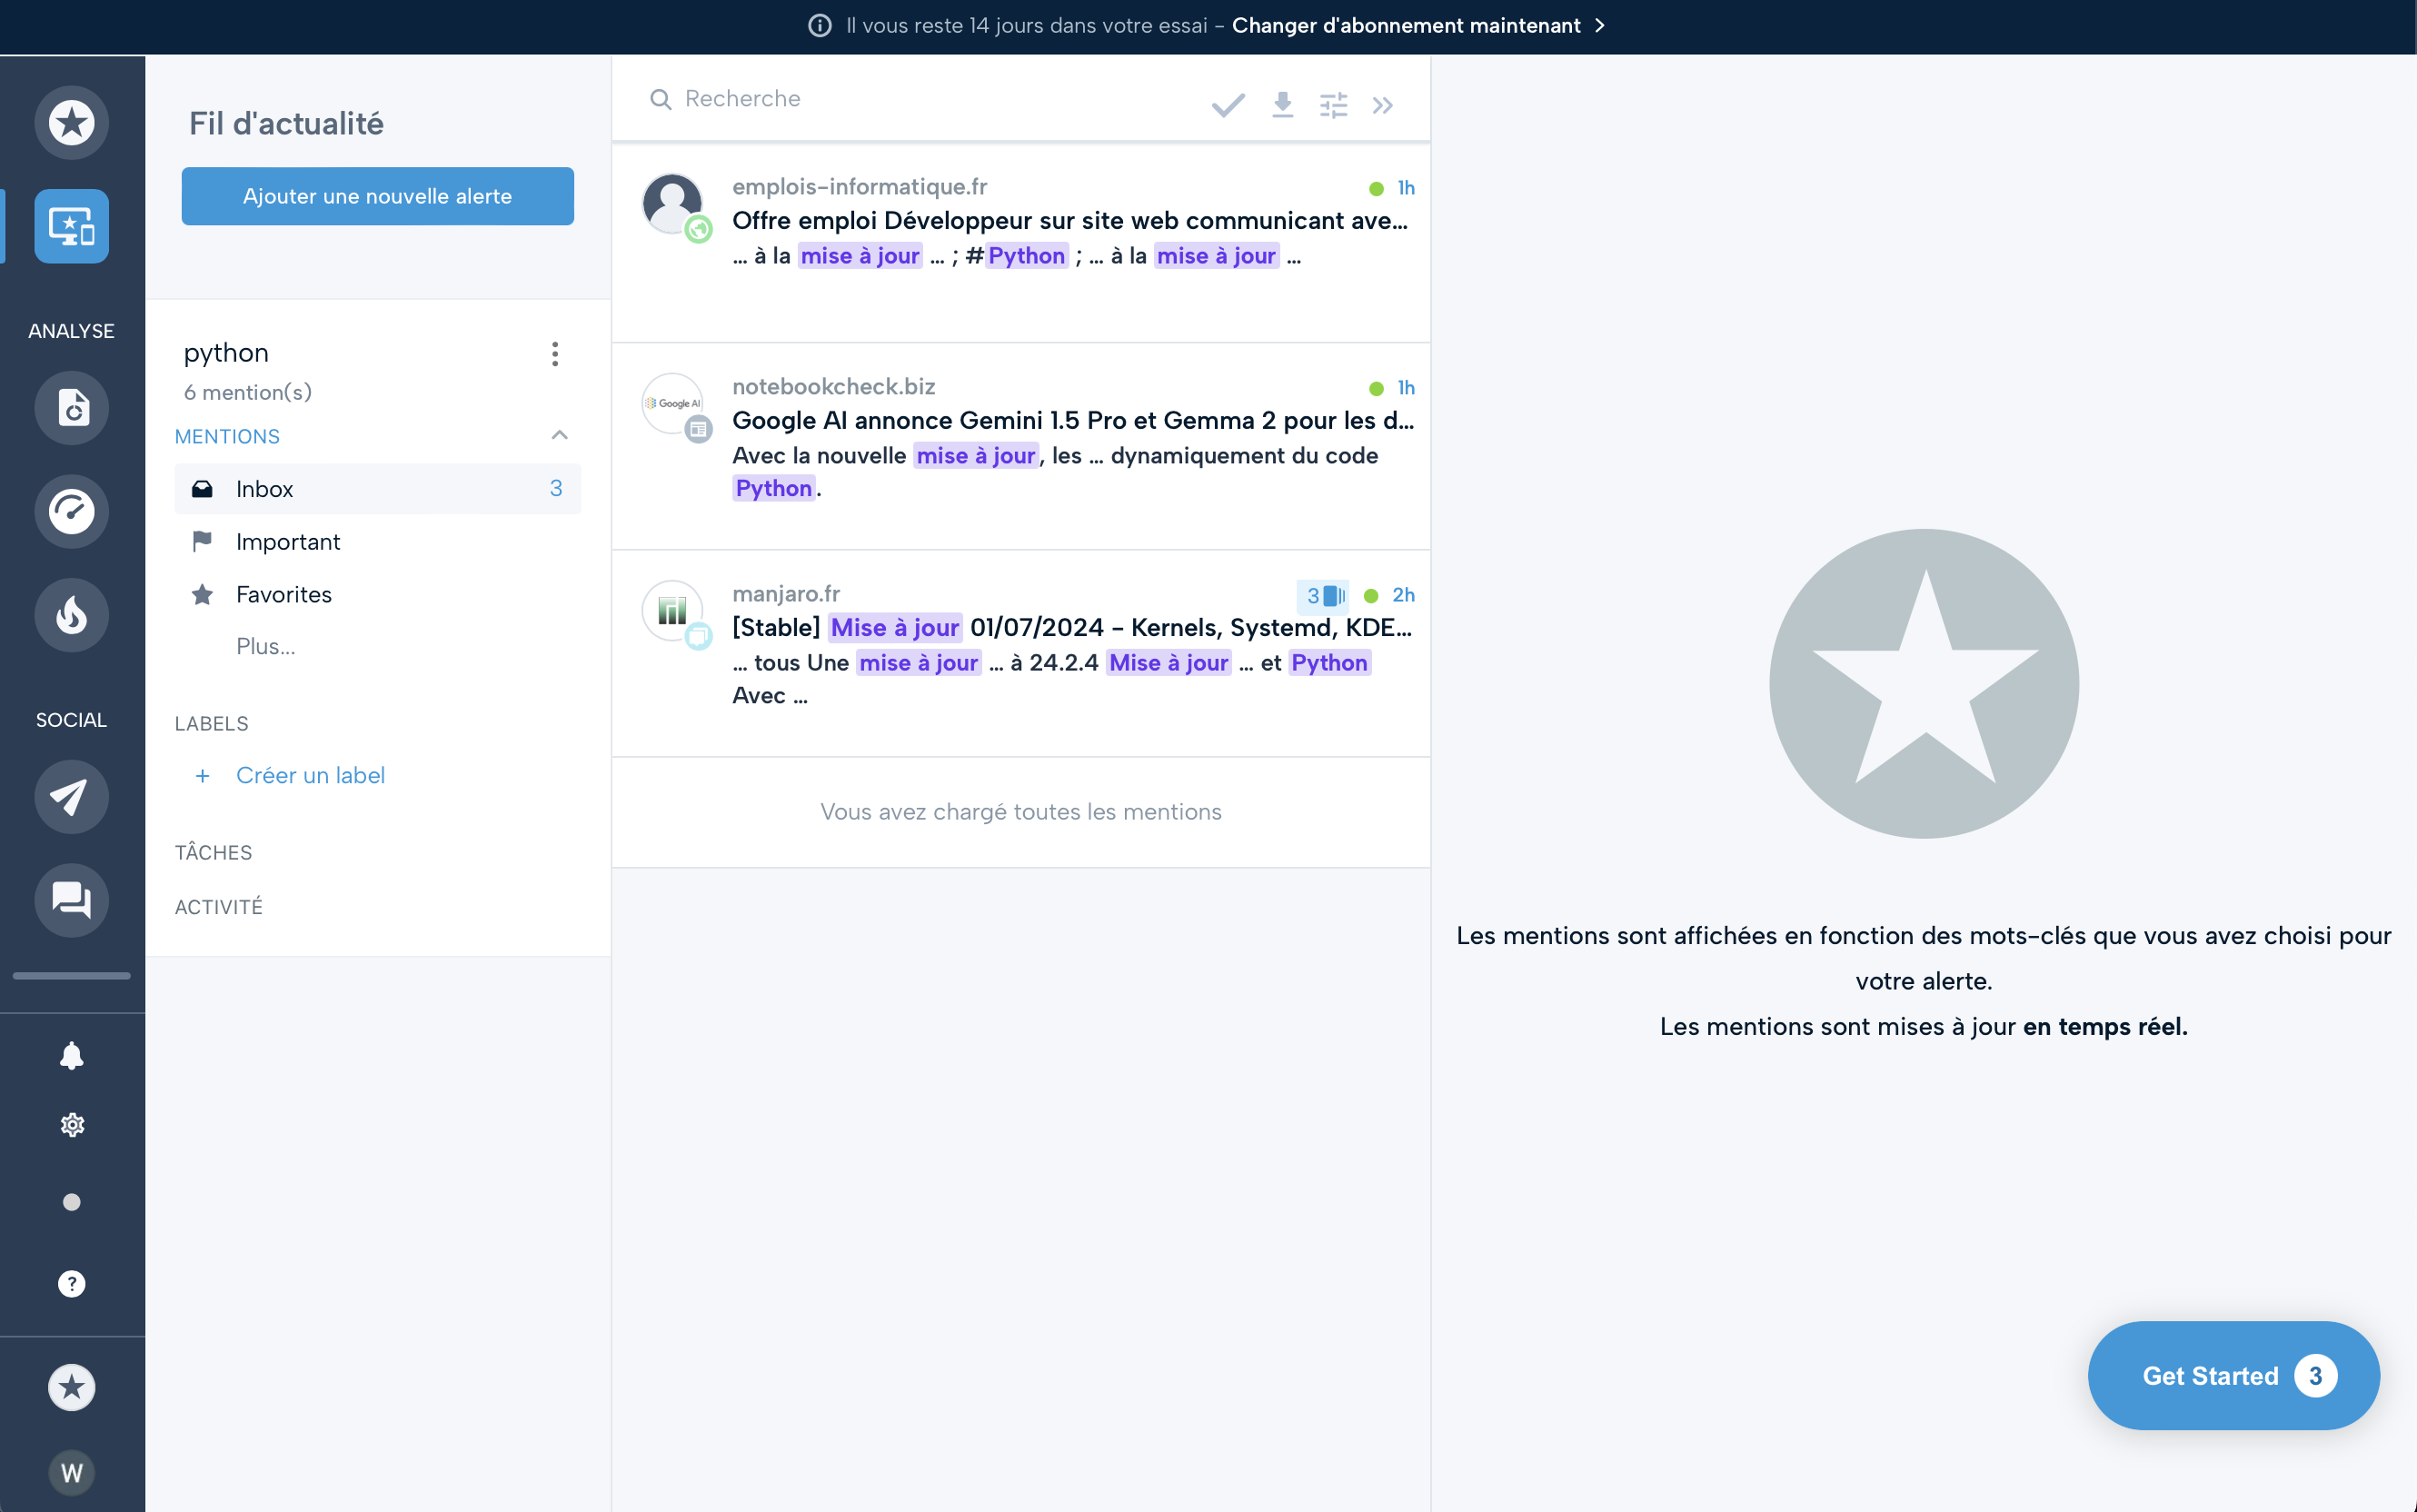 Il vous reste 14 jours dans votre essai - Changer d'abonnement maintenant
Fil d'actualité
Ajouter une nouvelle alerte
ANALYSE
SOCIAL
W
python
6 mention(s)
MENTIONS
Inbox 3
Important
Favorites
Plus...
LABELS
+ Créer un label
TÂCHES
ACTIVITÉ
Recherche
emplois-informatique.fr 1h
Offre emploi Développeur sur site web communicant ave...
... à la mise à jour ... ; #Python ; ... à la mise à jour ...
Google AI
notebookcheck.biz 1h
Google AI annonce Gemini 1.5 Pro et Gemma 2 pour les d...
Avec la nouvelle mise à jour, les ... dynamiquement du code
Python.
manjaro.fr 3 2h
[Stable] Mise à jour 01/07/2024 - Kernels, Systemd, KDE...
... tous Une mise à jour ... à 24.2.4 Mise à jour ... et Python
Avec ...
Vous avez chargé toutes les mentions
Les mentions sont affichées en fonction des mots-clés que vous avez choisi pour
votre alerte.
Les mentions sont mises à jour en temps réel.
Get Started 3